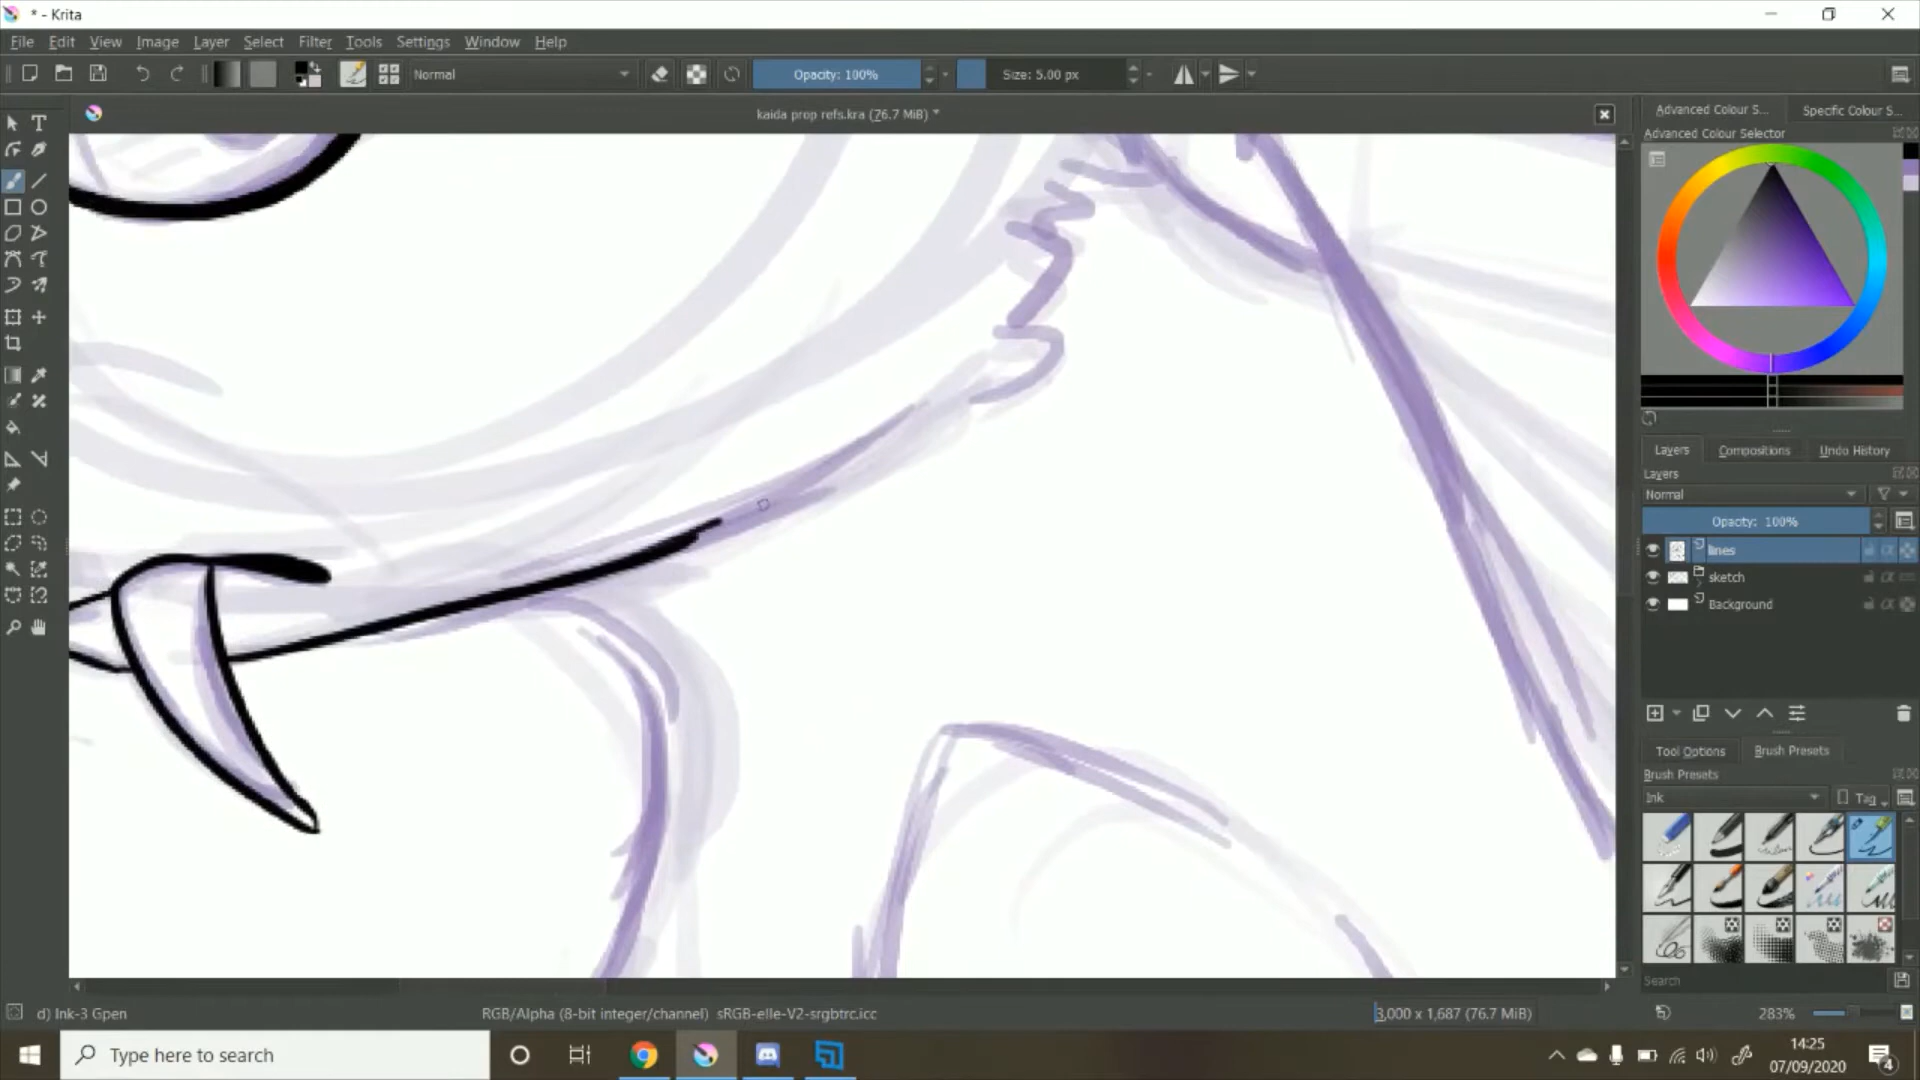 * - Krita
File Edit View Image Layer Select Filter Tools Settings Window Help
Normal Opacity: 100% Size: 5.00 px
kaida prop refs.kra (76.7 MiB) *
Advanced Colour S... Specific Colour S...
Advanced Colour Selector
Layers Compositions Undo History
Layers
Normal
Opacity: 100%
lines
sketch
Background
Tool Options Brush Presets
Brush Presets
Ink Tag
Search
d) Ink-3 Gpen RGB/Alpha (8-bit integer/channel) sRGB-elle-V2-srgbtrc.icc 3,000 x 1,687 (76.7 MiB) 283%
Type here to search 14:25
07/09/2020 4